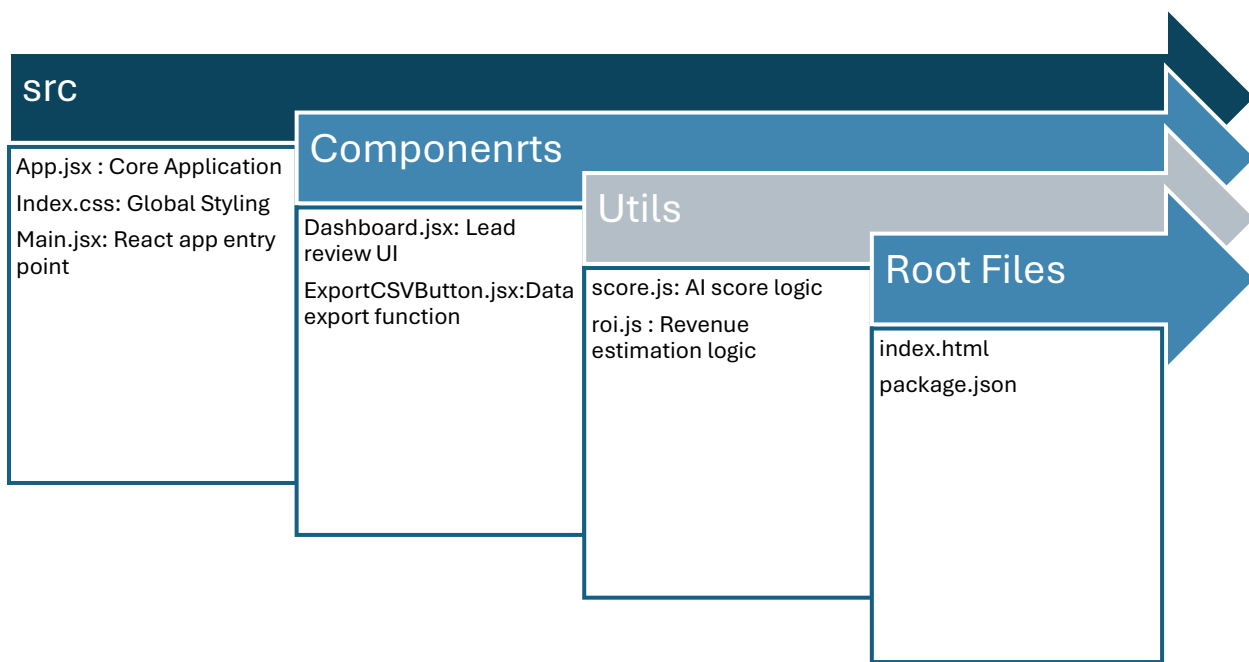 src
App.jsx : Core Application
Index.css: Global Styling
Main.jsx: React app entry
point
Componenrts
Dashboard.jsx: Lead
review UI
ExportCSVButton.jsx:Data
export function
Utils
score.js: AI score logic
roi.js : Revenue
estimation logic
Root Files
index.html
package.json